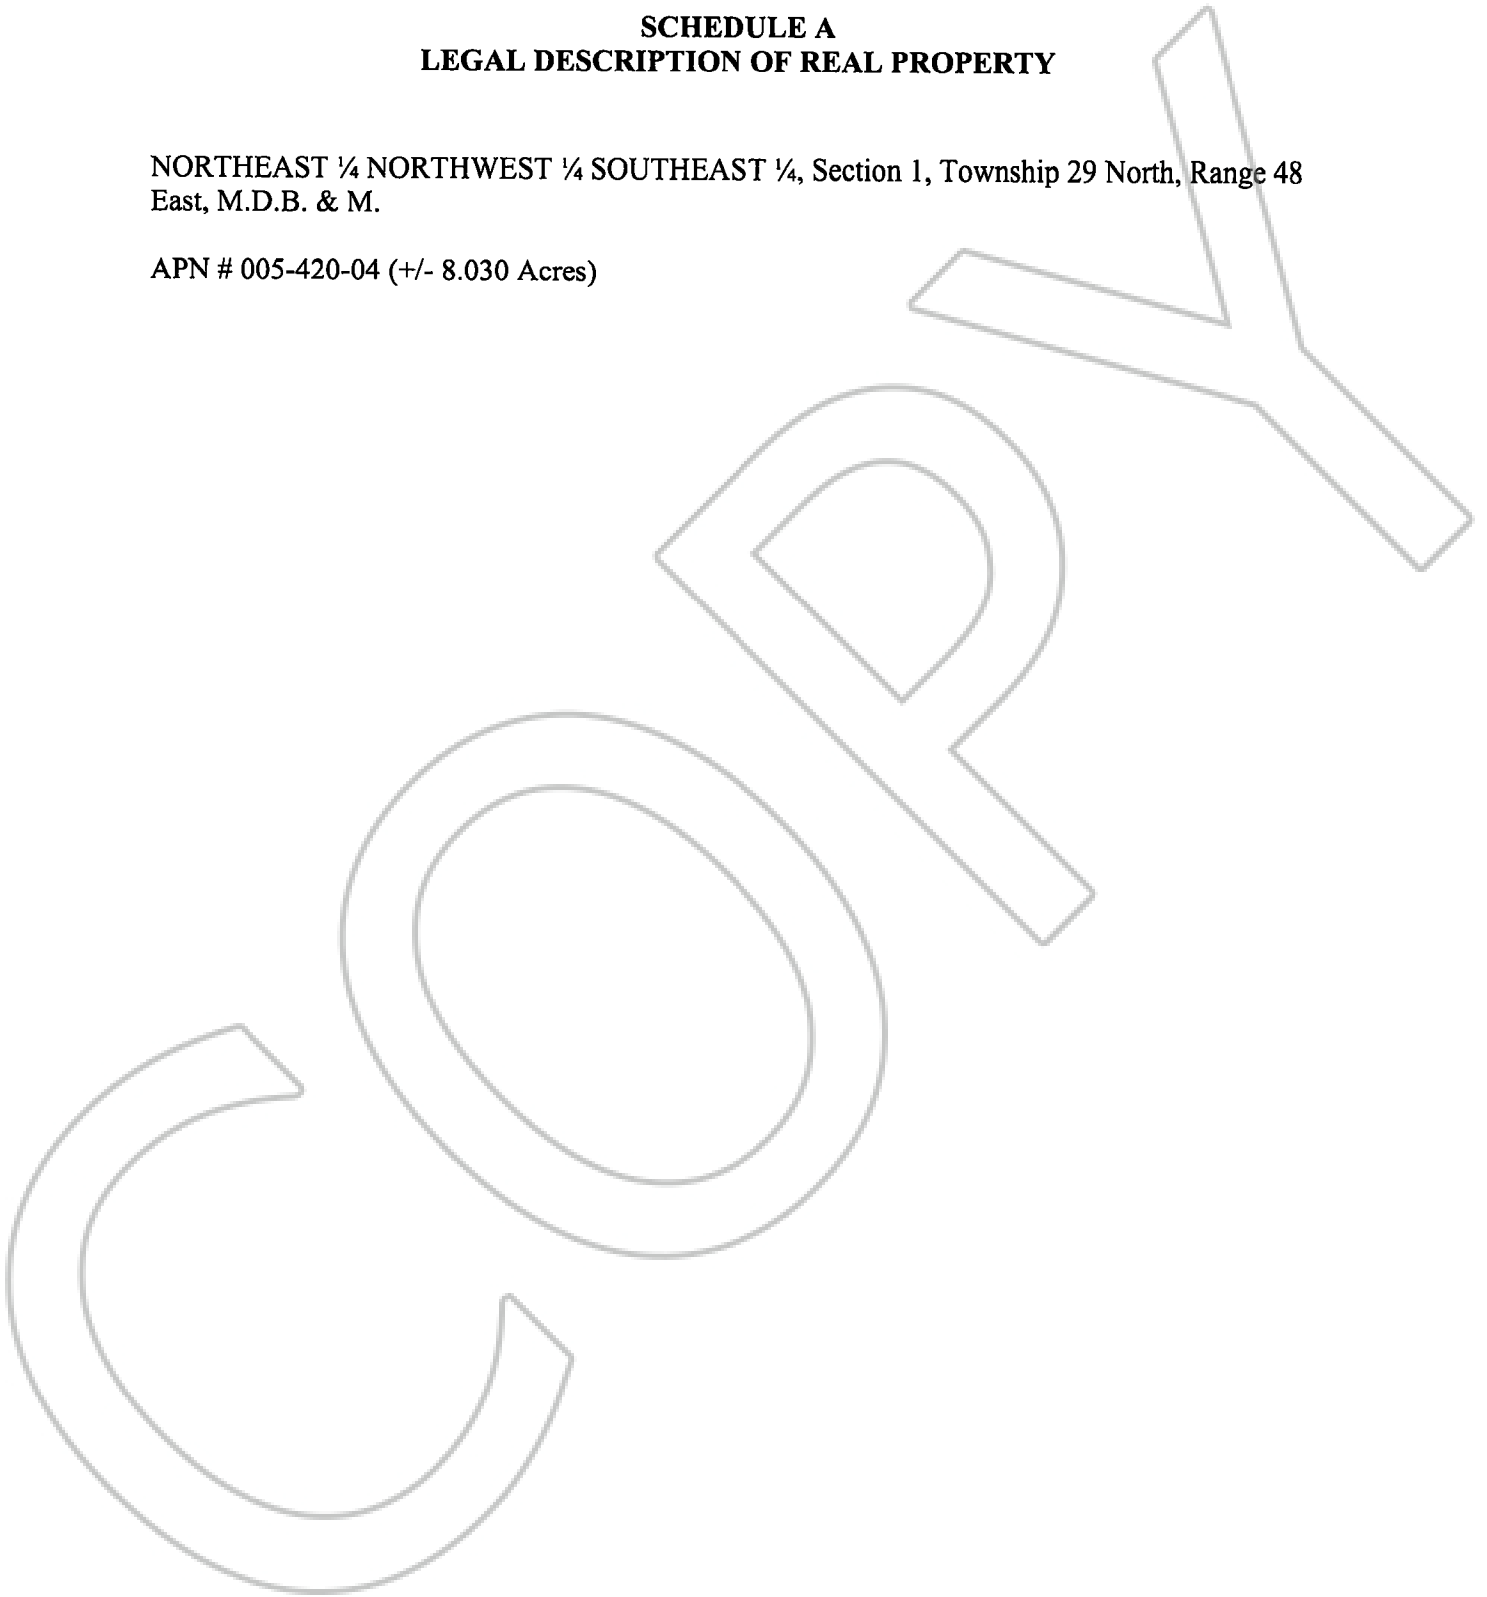 SCHEDULE A
LEGAL DESCRIPTION OF REAL PROPERTY
NORTHEAST ¼ NORTHWEST ¼ SOUTHEAST ¼, Section 1, Township 29 North, Range 48
East, M.D.B. & M.
APN # 005-420-04 (+/- 8.030 Acres)
COPY